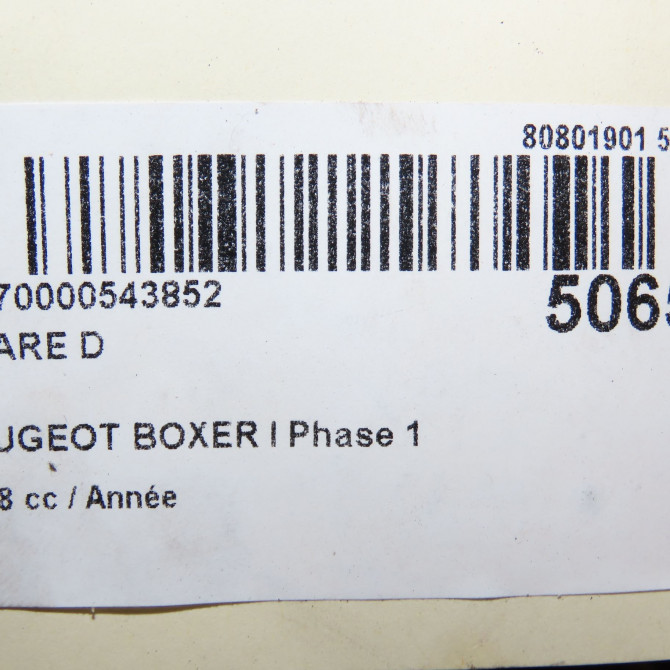 80801901 5
70000543852
5065
ARE D
UGEOT BOXER I Phase 1
8 cc / Année